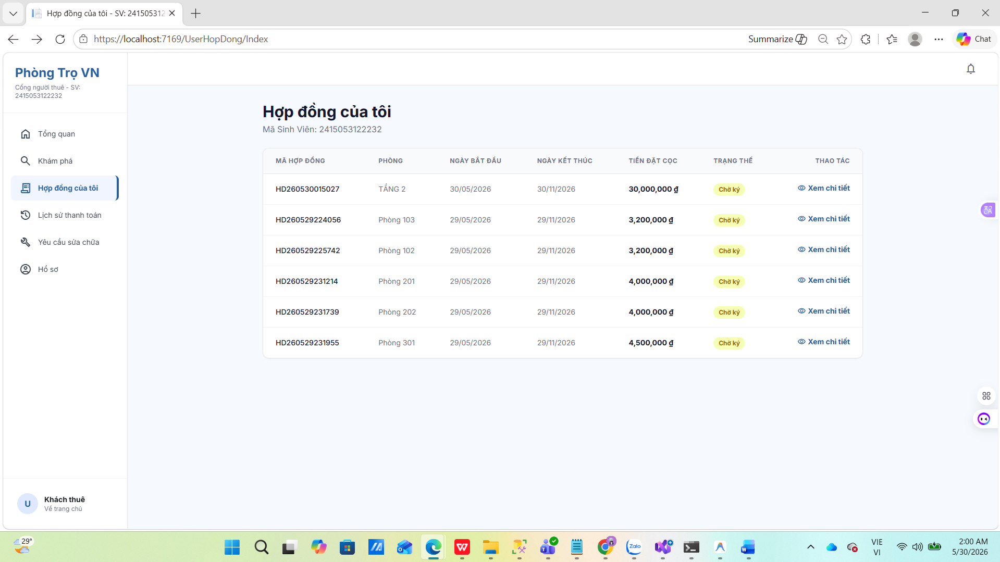 Hợp đồng của tôi - SV: 241505312
https://localhost:7169/UserHopDong/Index
Summarize
Chat
Phòng Trọ VN
Cổng người thuê - SV:
2415053122232
Tổng quan
Khám phá
Hợp đồng của tôi
Lịch sử thanh toán
Yêu cầu sửa chữa
Hồ sơ
U
Khách thuê
Về trang chủ
Hợp đồng của tôi
Mã Sinh Viên: 2415053122232
MÃ HỢP ĐỒNG PHÒNG NGÀY BẮT ĐẦU NGÀY KẾT THÚC TIỀN ĐẶT CỌC TRẠNG THẾ THAO TÁC
HD260530015027 TẦNG 2 30/05/2026 30/11/2026 30,000,000 ₫ Chờ ký Xem chi tiết
HD260529224056 Phòng 103 29/05/2026 29/11/2026 3,200,000 ₫ Chờ ký Xem chi tiết
HD260529225742 Phòng 102 29/05/2026 29/11/2026 3,200,000 ₫ Chờ ký Xem chi tiết
HD260529231214 Phòng 201 29/05/2026 29/11/2026 4,000,000 ₫ Chờ ký Xem chi tiết
HD260529231739 Phòng 202 29/05/2026 29/11/2026 4,000,000 ₫ Chờ ký Xem chi tiết
HD260529231955 Phòng 301 29/05/2026 29/11/2026 4,500,000 ₫ Chờ ký Xem chi tiết
29°
Zalo
VIE
VI
2:00 AM
5/30/2026